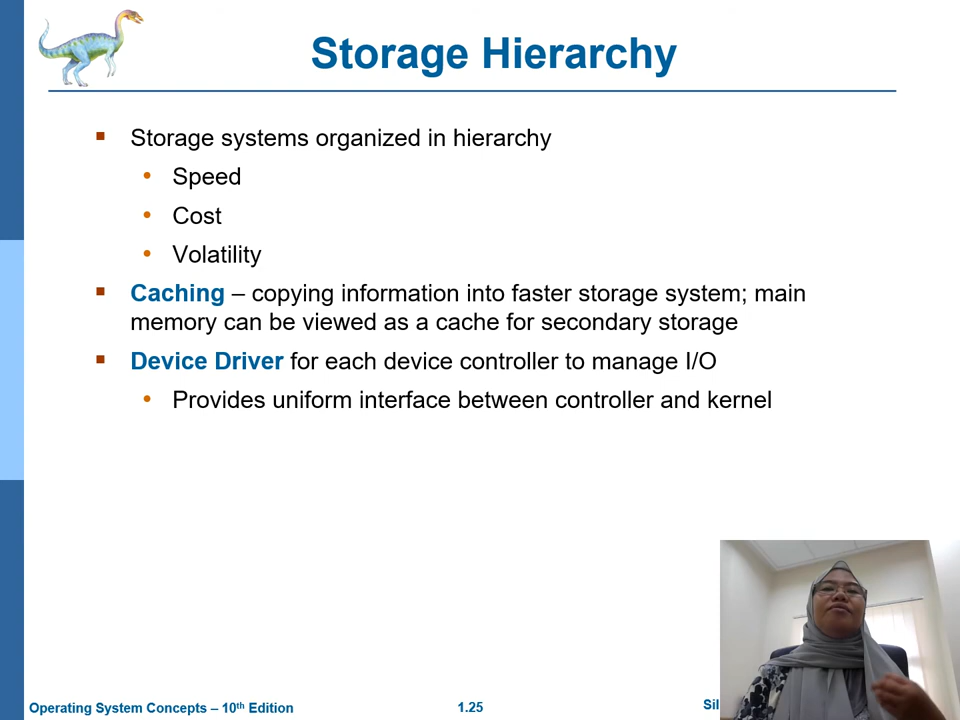 Storage Hierarchy
Storage systems organized in hierarchy
Speed
Cost
Volatility
Caching – copying information into faster storage system; main
memory can be viewed as a cache for secondary storage
Device Driver for each device controller to manage I/O
Provides uniform interface between controller and kernel
Operating System Concepts – 10th Edition
1.25